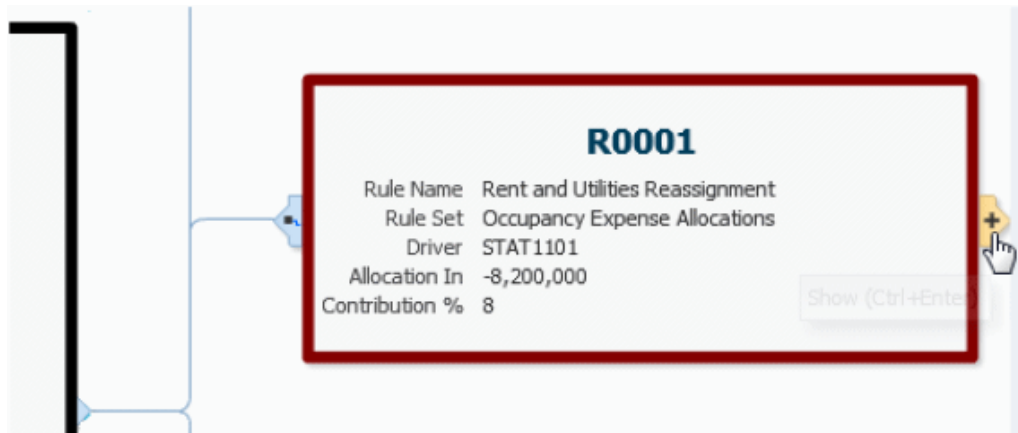 R0001
Rule Name Rent and Utilities Reassignment
Rule Set Occupancy Expense Allocations
Driver STAT1101
Allocation In -8,200,000
Contribution % 8
Show (Ctrl+Enter)